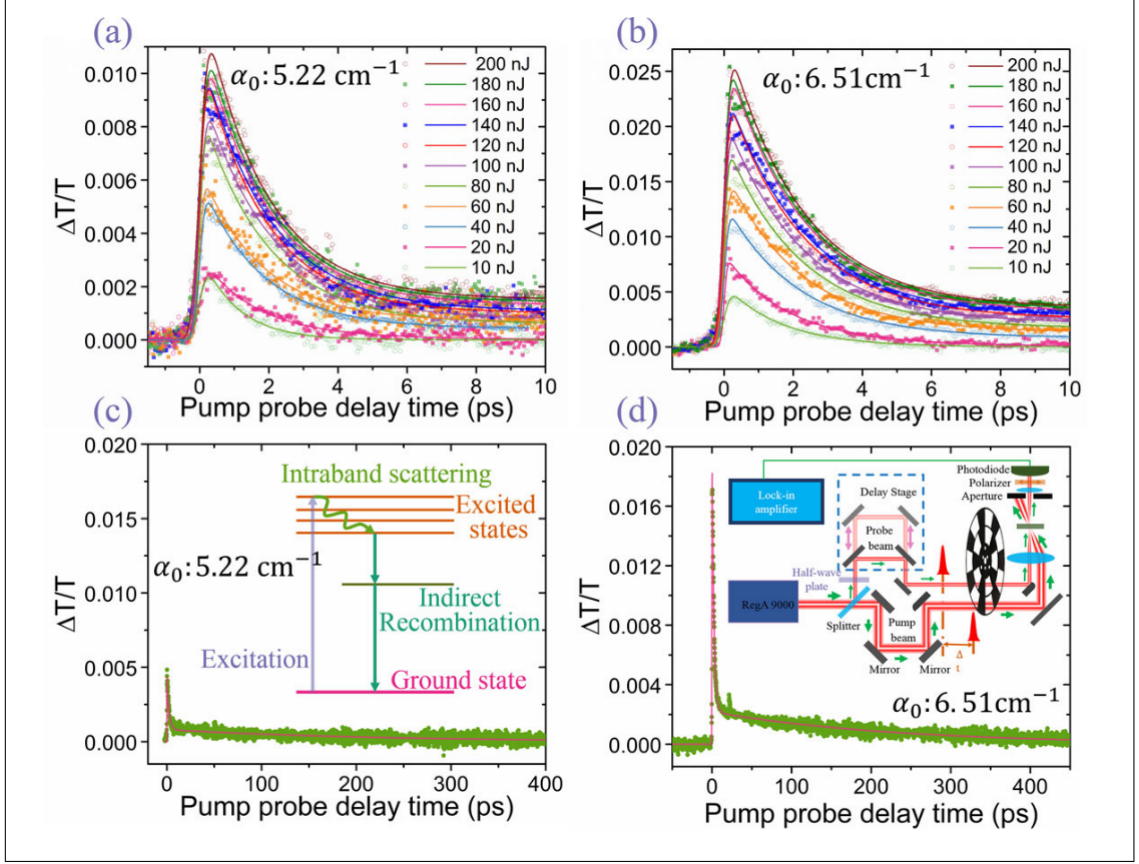 (a)
α₀:5.22 cm⁻¹
200 nJ
180 nJ
160 nJ
140 nJ
120 nJ
100 nJ
80 nJ
60 nJ
40 nJ
20 nJ
10 nJ
ΔT/T
0.010
0.008
0.006
0.004
0.002
0.000
0 2 4 6 8 10
Pump probe delay time (ps)
(b)
α₀:6.51cm⁻¹
200 nJ
180 nJ
160 nJ
140 nJ
120 nJ
100 nJ
80 nJ
60 nJ
40 nJ
20 nJ
10 nJ
ΔT/T
0.025
0.020
0.015
0.010
0.005
0.000
0 2 4 6 8 10
Pump probe delay time (ps)
(c)
ΔT/T
0.020
0.015
0.010
0.005
0.000
Intraband scattering
Excited
states
α₀:5.22 cm⁻¹
Indirect
Recombination
Excitation
Ground state
0 100 200 300 400
Pump probe delay time (ps)
(d)
ΔT/T
0.020
0.016
0.012
0.008
0.004
0.000
Photodiode
Polarizer
Aperture
Lock-in
amplifier
Delay Stage
Probe
beam
Half-wave
plate
RegA 9000
Splitter
Pump
beam
Mirror
Mirror
Δ
t
α₀:6.51cm⁻¹
0 100 200 300 400
Pump probe delay time (ps)